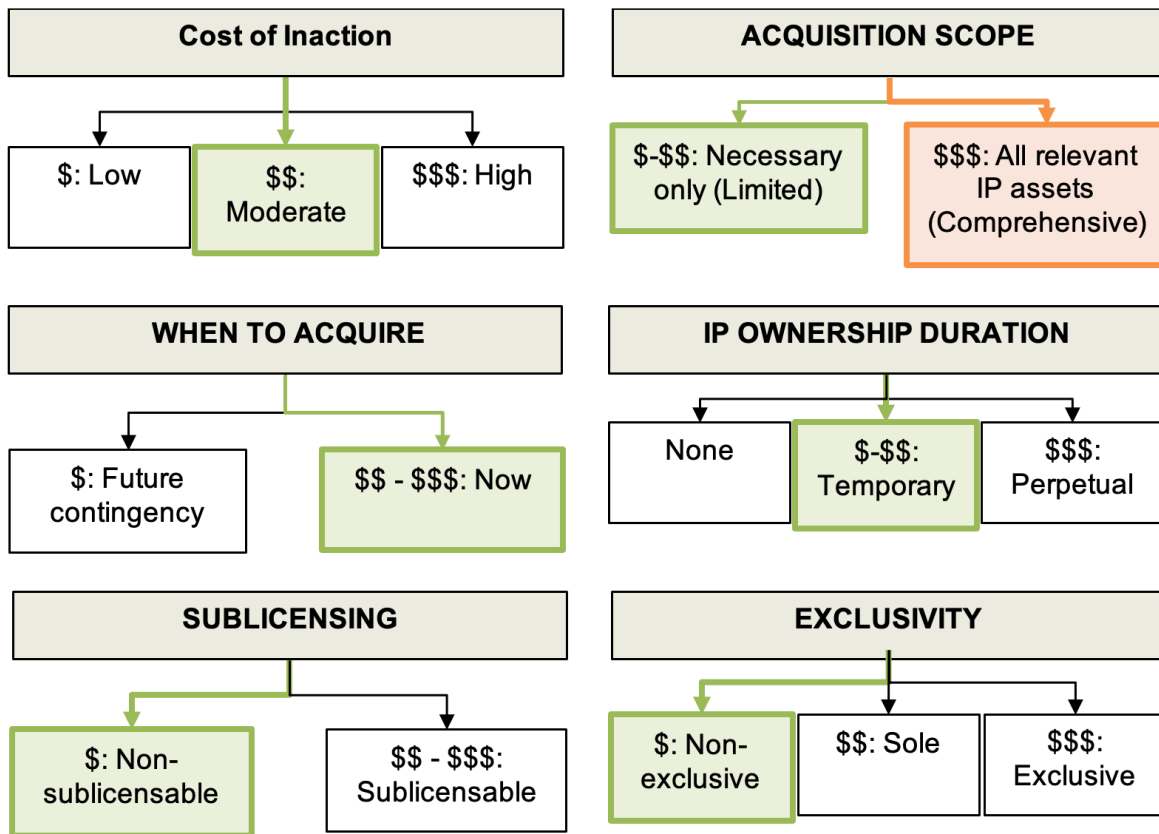 Cost of Inaction
$: Low
$$:
Moderate
$$$: High
ACQUISITION SCOPE
$-$$: Necessary
only (Limited)
$$$: All relevant
IP assets
(Comprehensive)
WHEN TO ACQUIRE
$: Future
contingency
$$ - $$$: Now
IP OWNERSHIP DURATION
None
$-$$:
Temporary
$$$:
Perpetual
SUBLICENSING
$: Non-
sublicensable
$$ - $$$:
Sublicensable
EXCLUSIVITY
$: Non-
exclusive
$$: Sole
$$$:
Exclusive